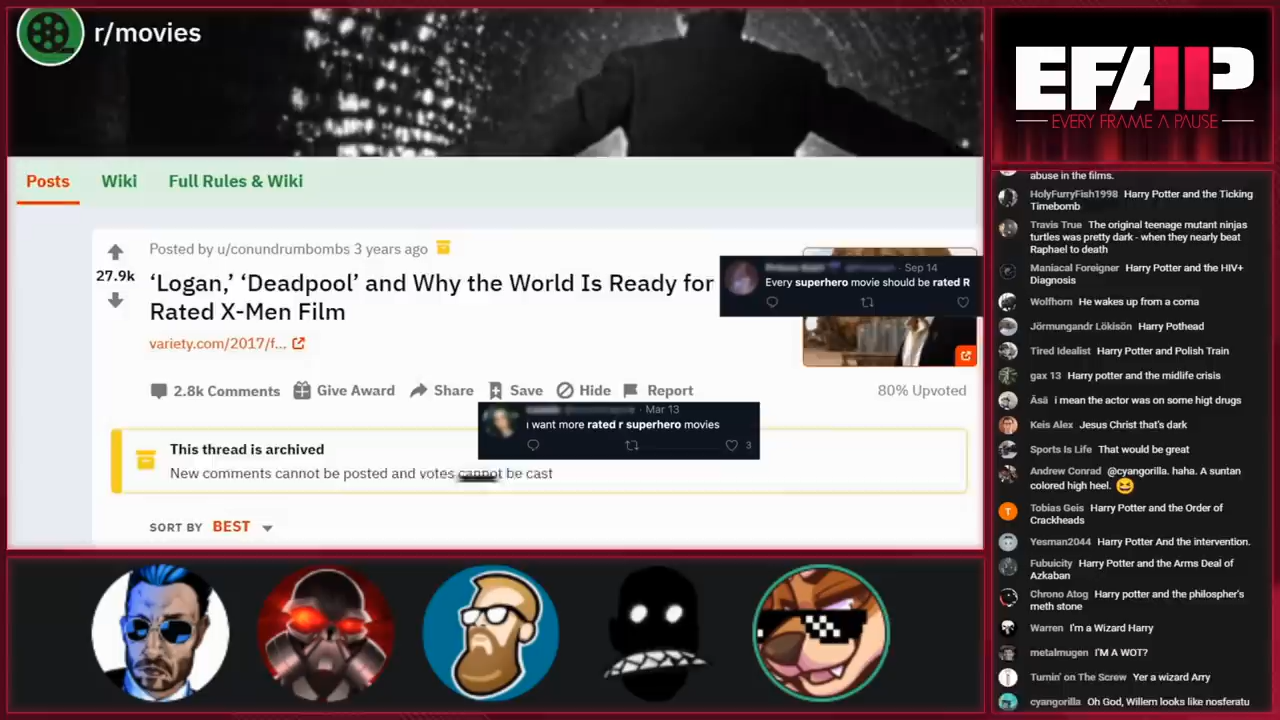 r/movies
Posts Wiki Full Rules & Wiki
Posted by u/conundrumbombs 3 years ago
27.9k
‘Logan,’ ‘Deadpool’ and Why the World Is Ready for
Rated X-Men Film
variety.com/2017/f...
2.8k Comments Give Award Share Save Hide Report
80% Upvoted
Sep 14
Every superhero movie should be rated R
Mar 13
i want more rated r superhero movies
3
This thread is archived
New comments cannot be posted and votes cannot be cast
SORT BY BEST
EFAP
EVERY FRAME A PAUSE
abuse in the films.
HolyFurryFish1998 Harry Potter and the Ticking
Timebomb
Travis True The original teenage mutant ninjas
turtles was pretty dark - when they nearly beat
Raphael to death
Maniacal Foreigner Harry Potter and the HIV+
Diagnosis
Wolfhorn He wakes up from a coma
Jörmungandr Lökisön Harry Pothead
Tired Idealist Harry Potter and Polish Train
gax 13 Harry potter and the midlife crisis
Äsä i mean the actor was on some higt drugs
Keis Alex Jesus Christ that's dark
Sports Is Life That would be great
Andrew Conrad @cyangorilla. haha. A suntan
colored high heel.
T
Tobias Geis Harry Potter and the Order of
Crackheads
Yesman2044 Harry Potter And the intervention.
Fubuicity Harry Potter and the Arms Deal of
Azkaban
Chrono Atog Harry potter and the philospher's
meth stone
Warren I'm a Wizard Harry
metalmugen I'M A WOT?
Turnin' on The Screw Yer a wizard Arry
cyangorilla Oh God, Willem looks like nosferatu